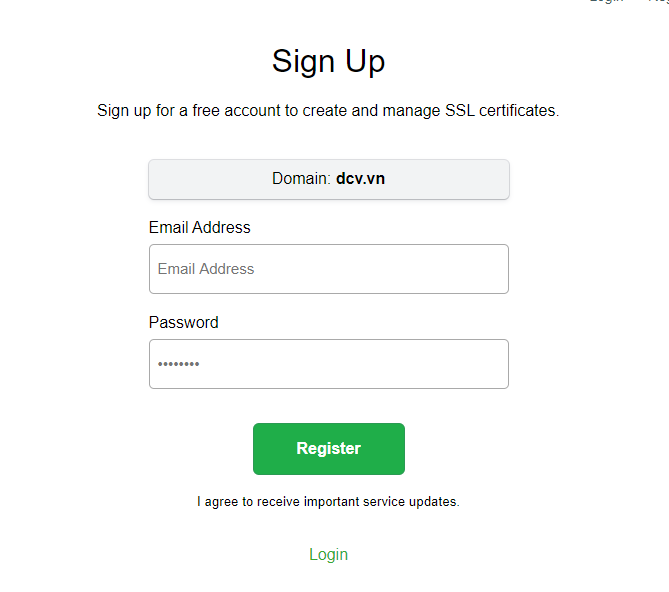 Sign Up
Sign up for a free account to create and manage SSL certificates.
Domain: dcv.vn
Email Address
Email Address
Password
••••••••
Register
I agree to receive important service updates.
Login